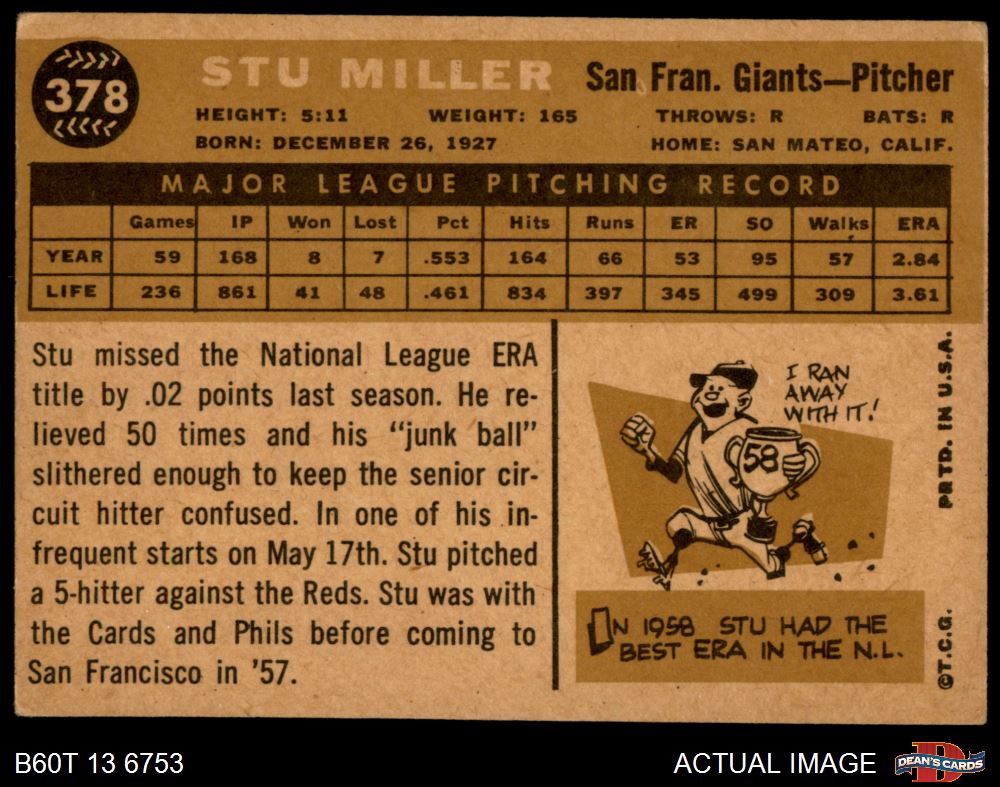 378
STU MILLER
San Fran. Giants—Pitcher
HEIGHT: 5:11 WEIGHT: 165 THROWS: R BATS: R
BORN: DECEMBER 26, 1927 HOME: SAN MATEO, CALIF.
MAJOR LEAGUE PITCHING RECORD
Games IP Won Lost Pct Hits Runs ER SO Walks ERA
YEAR 59 168 8 7 .553 164 66 53 95 57 2.84
LIFE 236 861 41 48 .461 834 397 345 499 309 3.61
Stu missed the National League ERA
title by .02 points last season. He re-
lieved 50 times and his “junk ball”
slithered enough to keep the senior cir-
cuit hitter confused. In one of his in-
frequent starts on May 17th. Stu pitched
a 5-hitter against the Reds. Stu was with
the Cards and Phils before coming to
San Francisco in '57.
I RAN
AWAY
WITH IT!
58
IN 1958 STU HAD THE
BEST ERA IN THE N.L.
©T.C.G. PRTD. IN U.S.A.
B60T 13 6753
ACTUAL IMAGE
DEAN'S CARDS